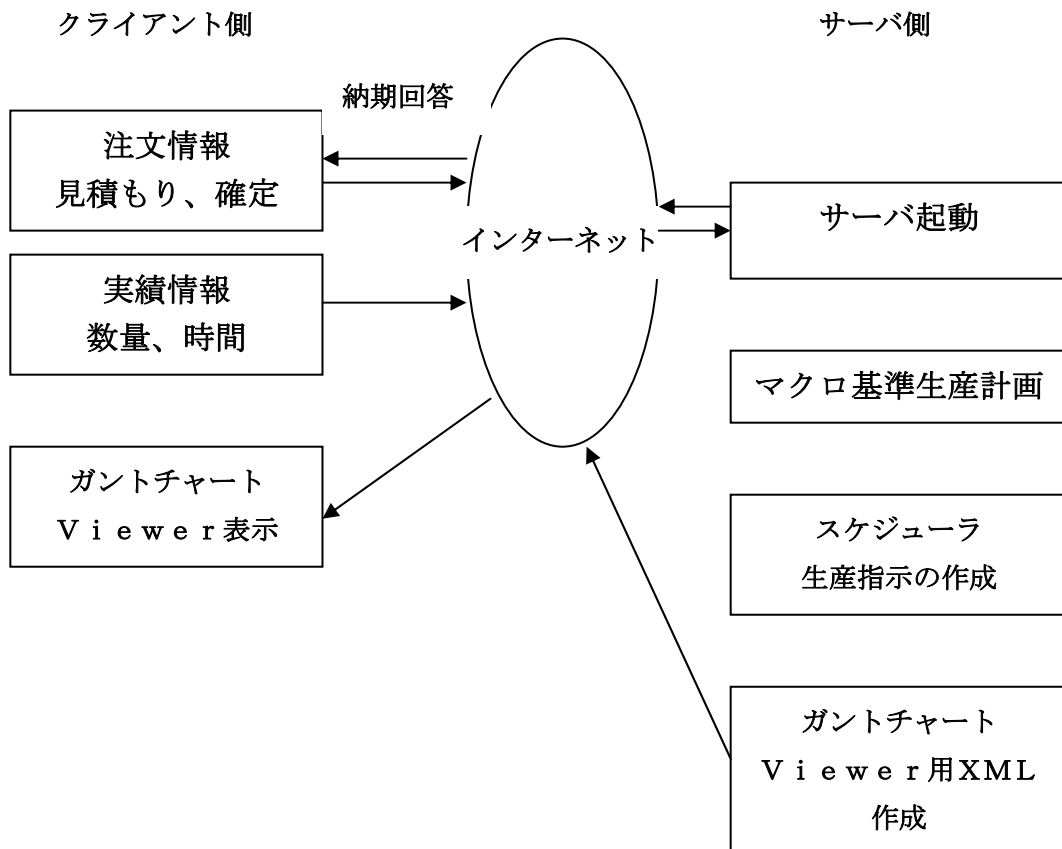 クライアント側
サーバ側
納期回答
注文情報
見積もり、確定
実績情報
数量、時間
ガントチャート
Ｖｉｅｗｅｒ表示
インターネット
サーバ起動
マクロ基準生産計画
スケジューラ
生産指示の作成
ガントチャート
Ｖｉｅｗｅｒ用XML
作成